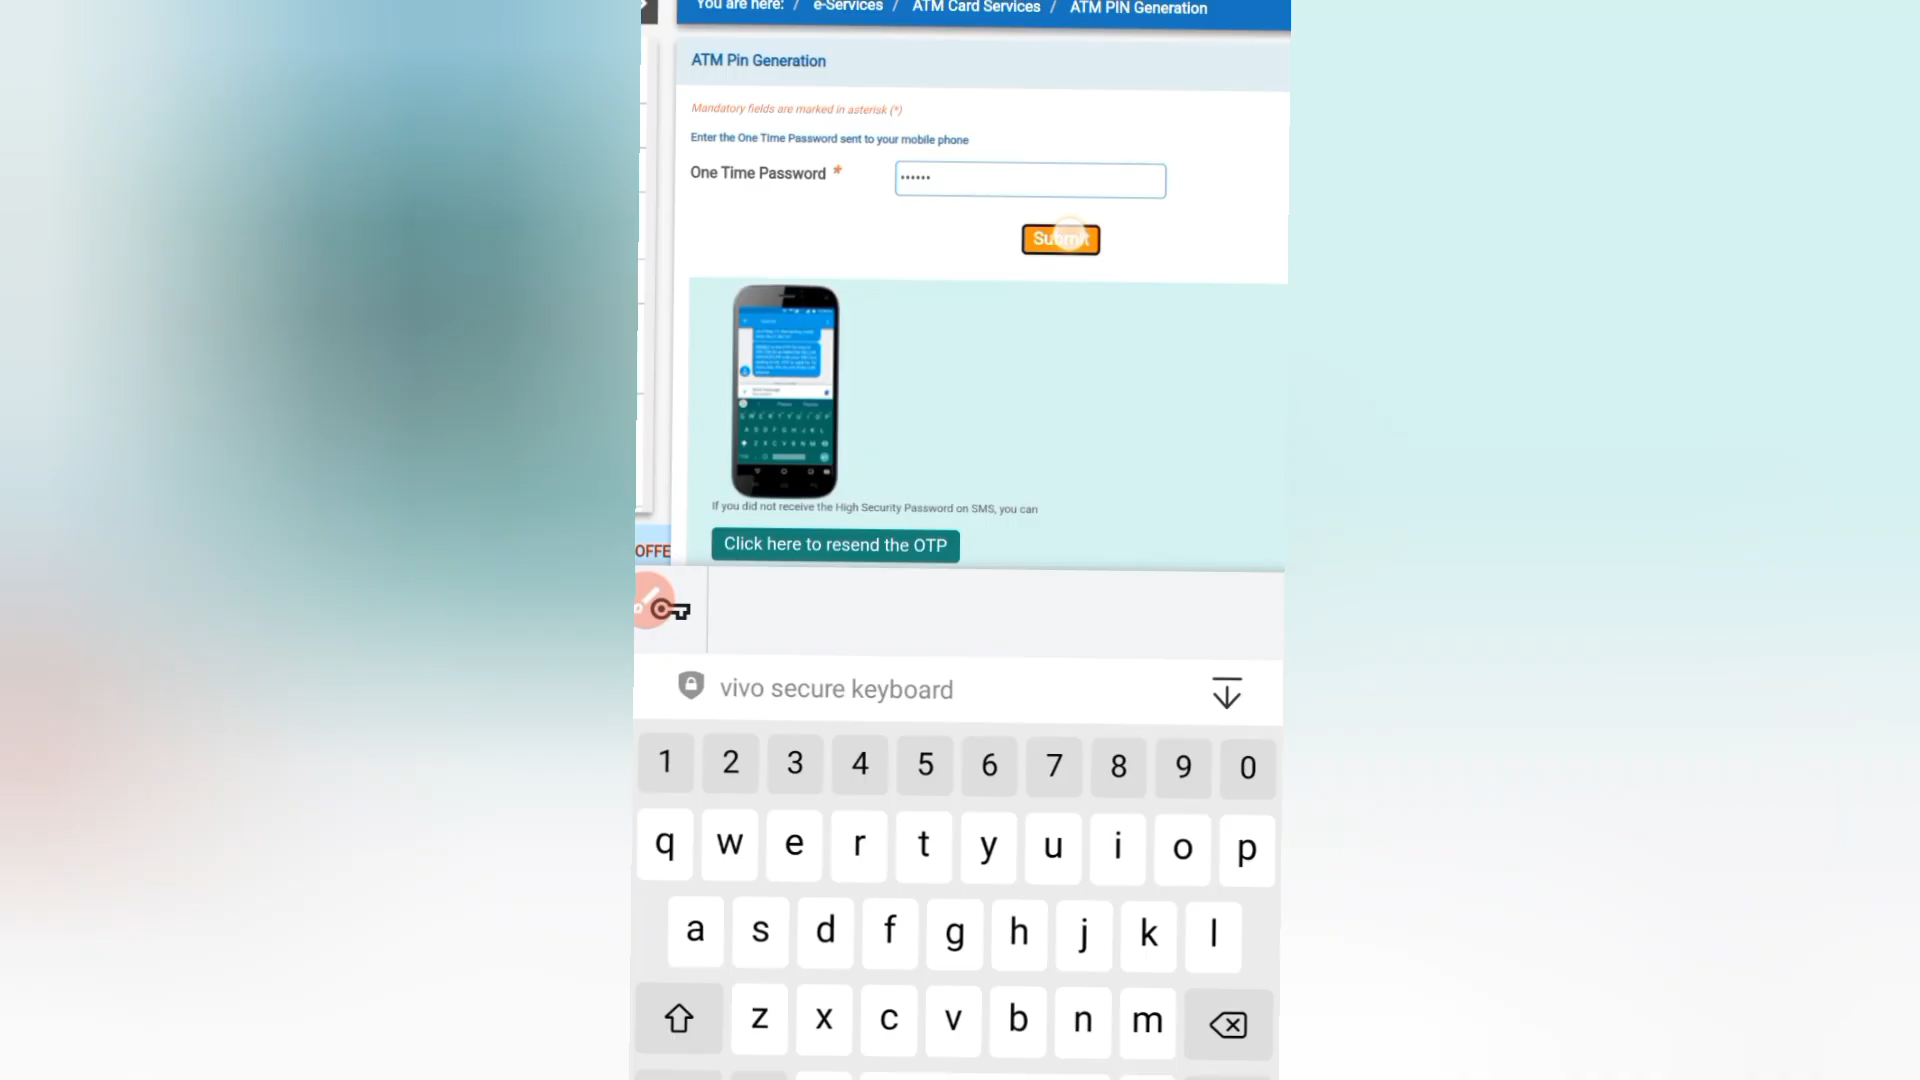 You are here: / e-Services / ATM Card Services / ATM PIN Generation
ATM Pin Generation
Mandatory fields are marked in asterisk (*)
Enter the One Time Password sent to your mobile phone
One Time Password *
••••••
Submit
If you did not receive the High Security Password on SMS, you can
Click here to resend the OTP
OFFE
vivo secure keyboard
1 2 3 4 5 6 7 8 9 0
q w e r t y u i o p
a s d f g h j k l
z x c v b n m